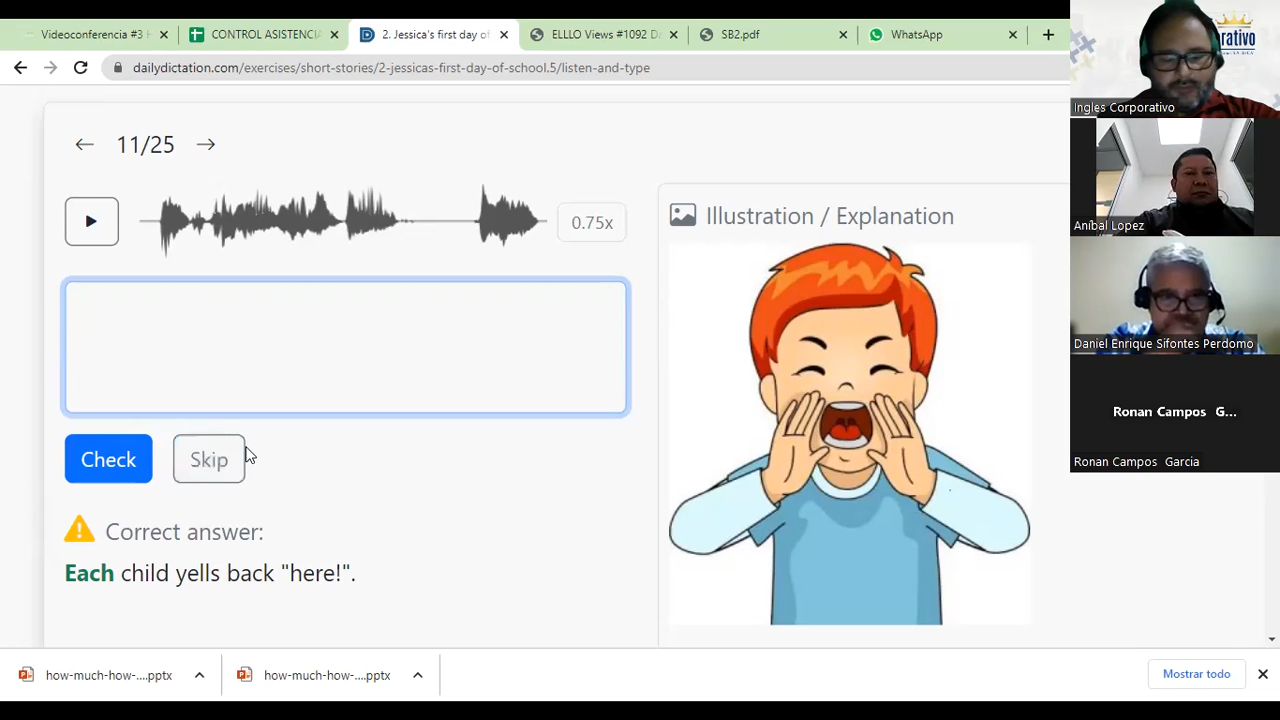 Videoconferencia #3
CONTROL ASISTENCIA
2. Jessica's first day of
ELLLO Views #1092 Da
SB2.pdf
WhatsApp
dailydictation.com/exercises/short-stories/2-jessicas-first-day-of-school.5/listen-and-type
11/25
0.75x
Illustration / Explanation
Check
Skip
Correct answer:
Each child yells back "here!".
how-much-how-....pptx
how-much-how-....pptx
Mostrar todo
Ingles Corporativo
Aníbal Lopez
Daniel Enrique Sifontes Perdomo
Ronan Campos G...
Ronan Campos Garcia